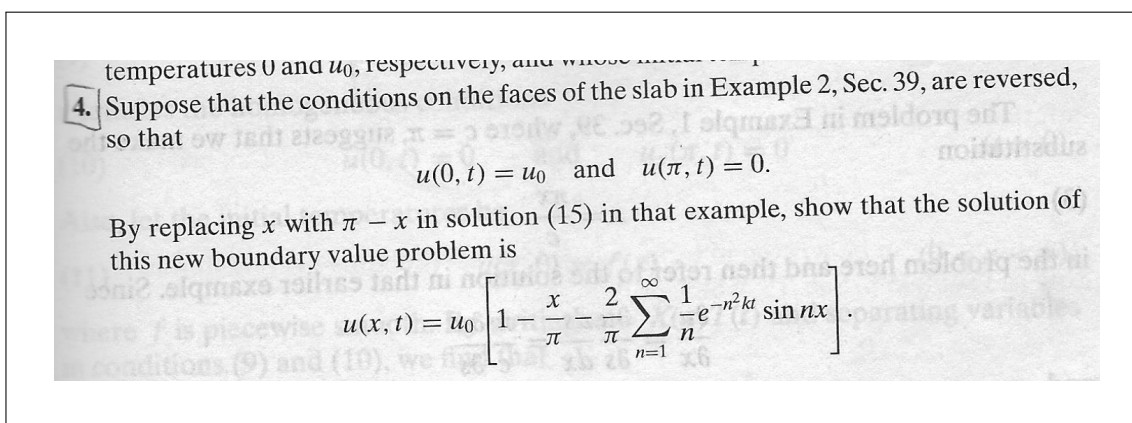 temperatures 0 and u₀, respectively, and
4. Suppose that the conditions on the faces of the slab in Example 2, Sec. 39, are reversed,
so that
u(0, t) = u₀ and u(π, t) = 0.
By replacing x with π − x in solution (15) in that example, show that the solution of
this new boundary value problem is
u(x, t) = u₀ [1 − x/π − 2/π ∑_{n=1}^{∞} 1/n e^{−n²kt} sin nx].